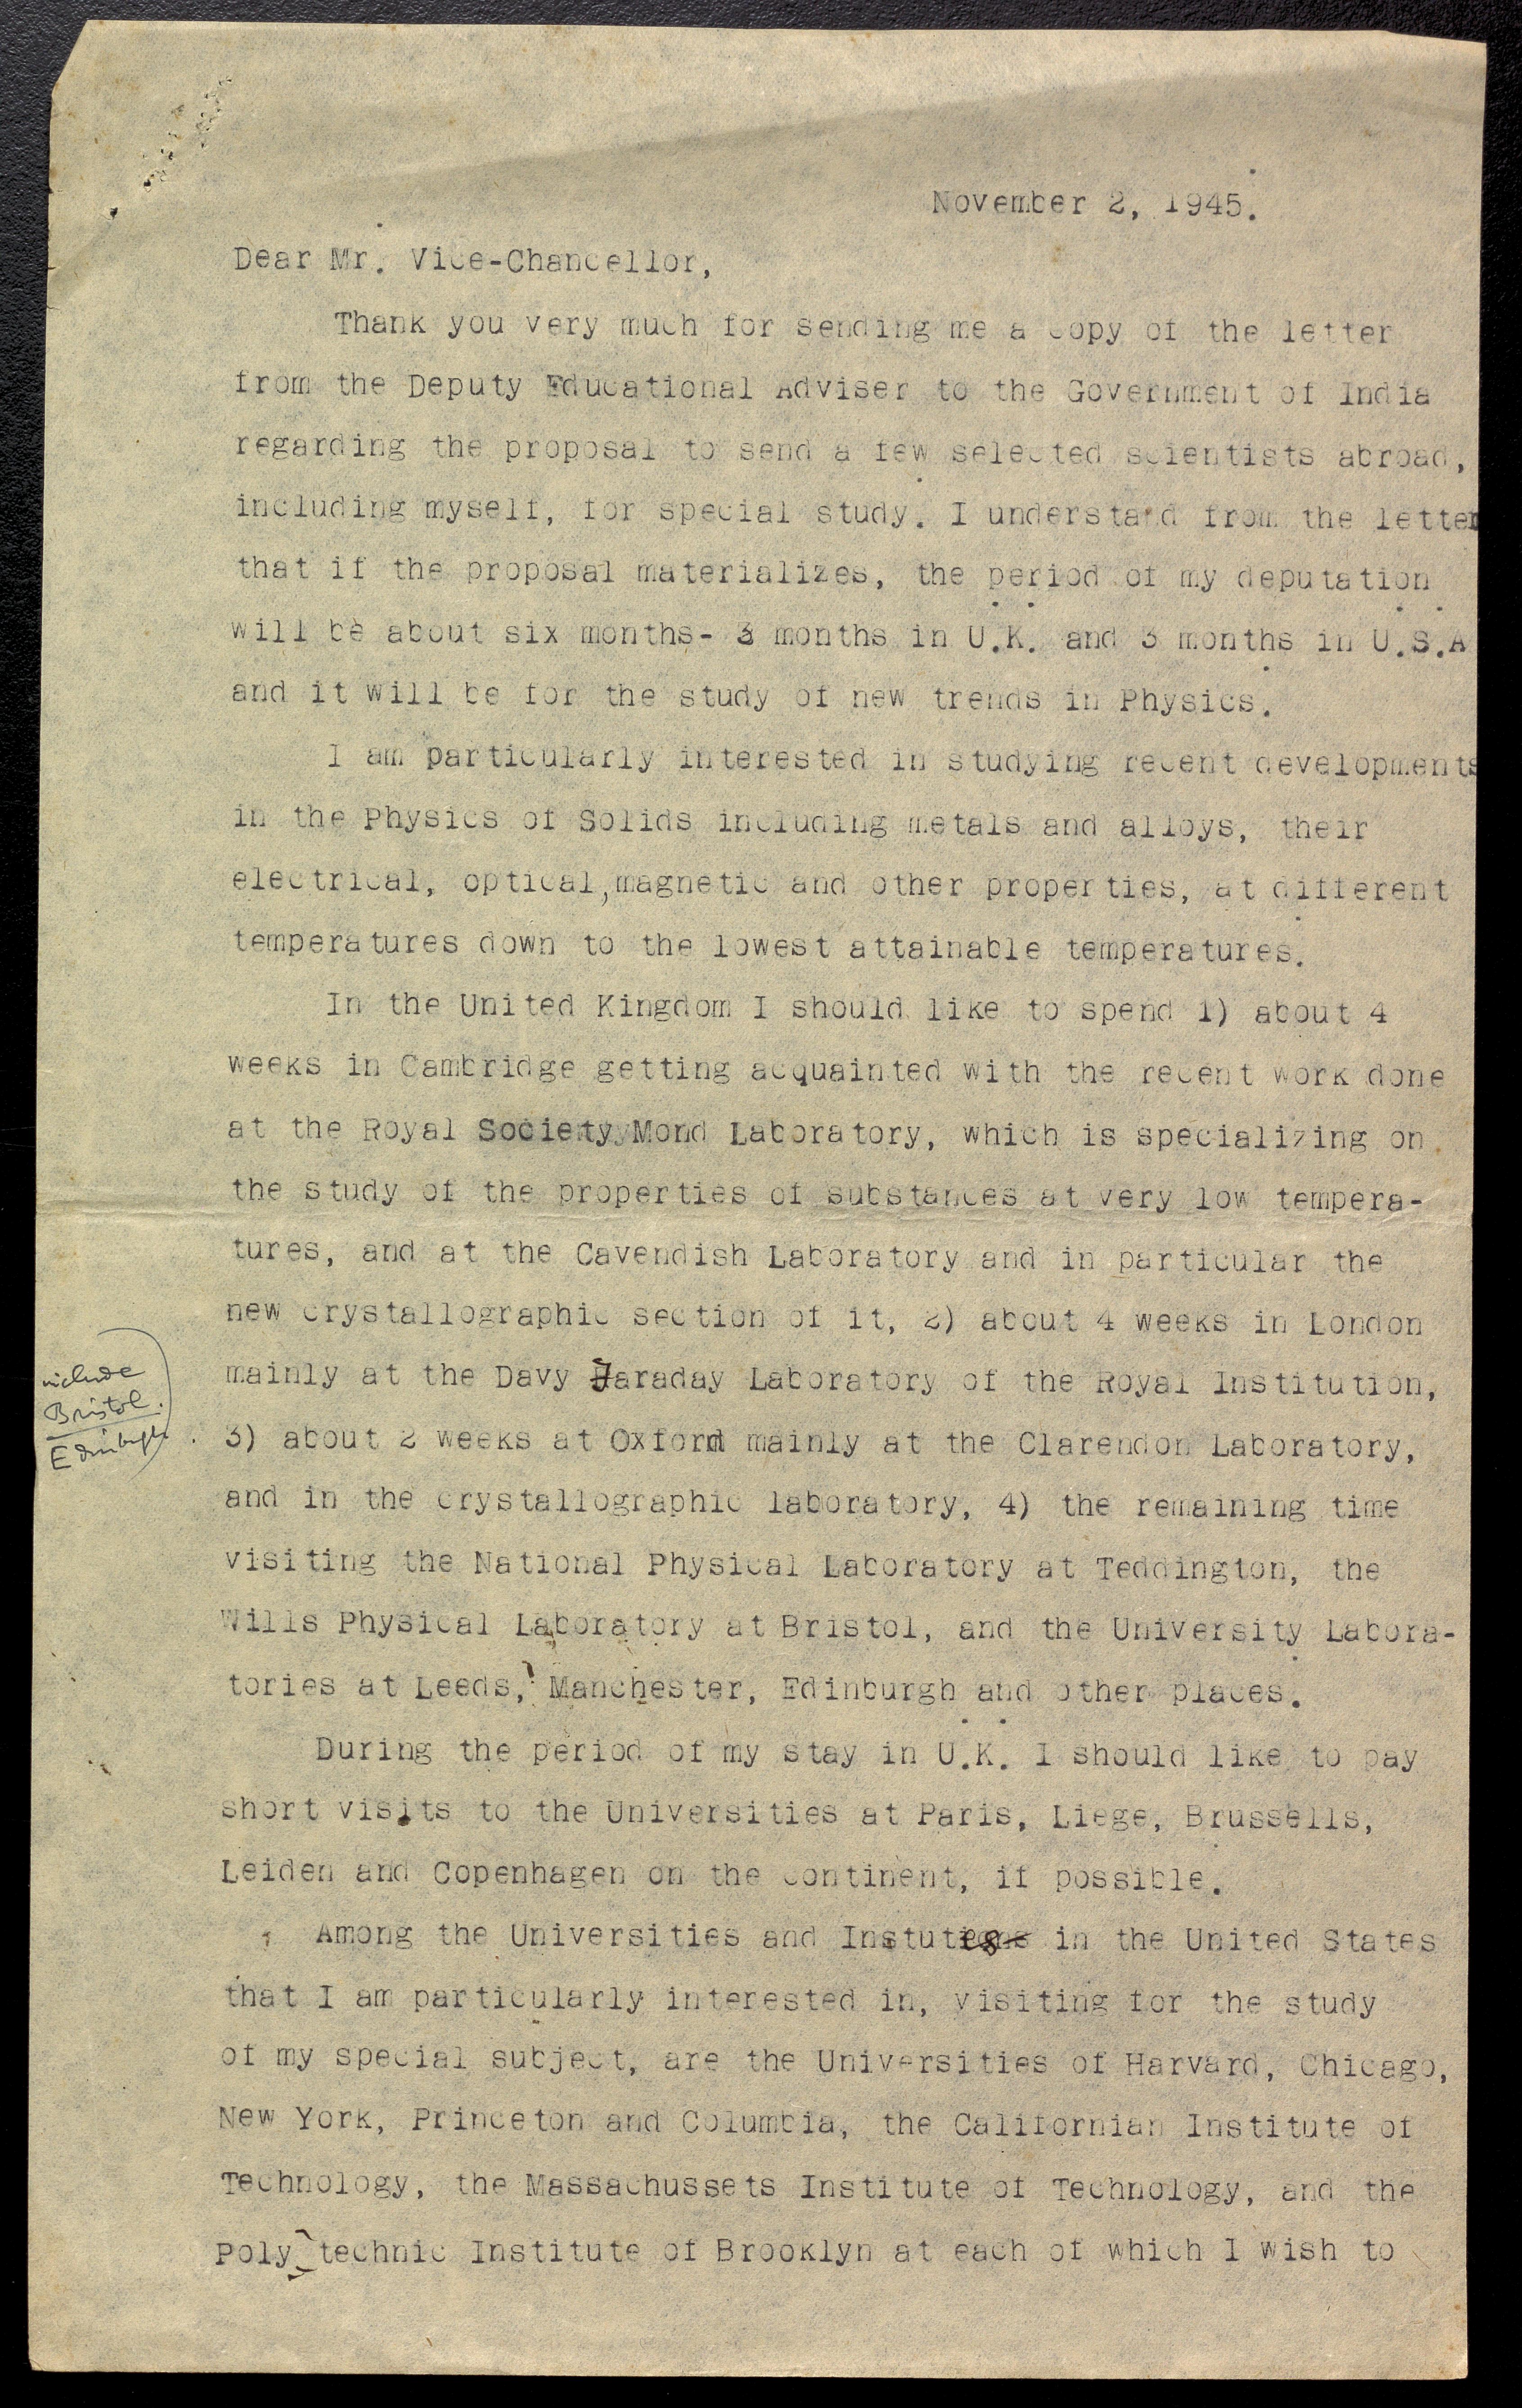 November 2, 1945.
Dear Mr. Vice-Chancellor,
Thank you very much for sending me a copy of the letter
from the Deputy Educational Adviser to the Government of India
regarding the proposal to send a few selected scientists abroad,
including myself, for special study. I understand from the letter
that if the proposal materializes, the period of my deputation
will be about six months- 3 months in U.K. and 3 months in U.S.A
and it will be for the study of new trends in Physics.
I am particularly interested in studying recent developments
in the Physics of Solids including metals and alloys, their
electrical, optical, magnetic and other properties, at different
temperatures down to the lowest attainable temperatures.
In the United Kingdom I should like to spend 1) about 4
weeks in Cambridge getting acquainted with the recent work done
at the Royal Society Mond Laboratory, which is specializing on
the study of the properties of substances at very low tempera-
tures, and at the Cavendish Laboratory and in particular the
new crystallographic section of it, 2) about 4 weeks in London
mainly at the Davy Faraday Laboratory of the Royal Institution,
include
Bristol.
Edinburgh
3) about 2 weeks at Oxford mainly at the Clarendon Laboratory,
and in the crystallographic laboratory, 4) the remaining time
visiting the National Physical Laboratory at Teddington, the
Wills Physical Laboratory at Bristol, and the University Labora-
tories at Leeds, Manchester, Edinburgh and other places.
During the period of my stay in U.K. I should like to pay
short visits to the Universities at Paris, Liege, Brussells,
Leiden and Copenhagen on the continent, if possible.
Among the Universities and Instutes in the United States
that I am particularly interested in, visiting for the study
of my special subject, are the Universities of Harvard, Chicago,
New York, Princeton and Columbia, the Californian Institute of
Technology, the Massachussets Institute of Technology, and the
Poly technic Institute of Brooklyn at each of which I wish to